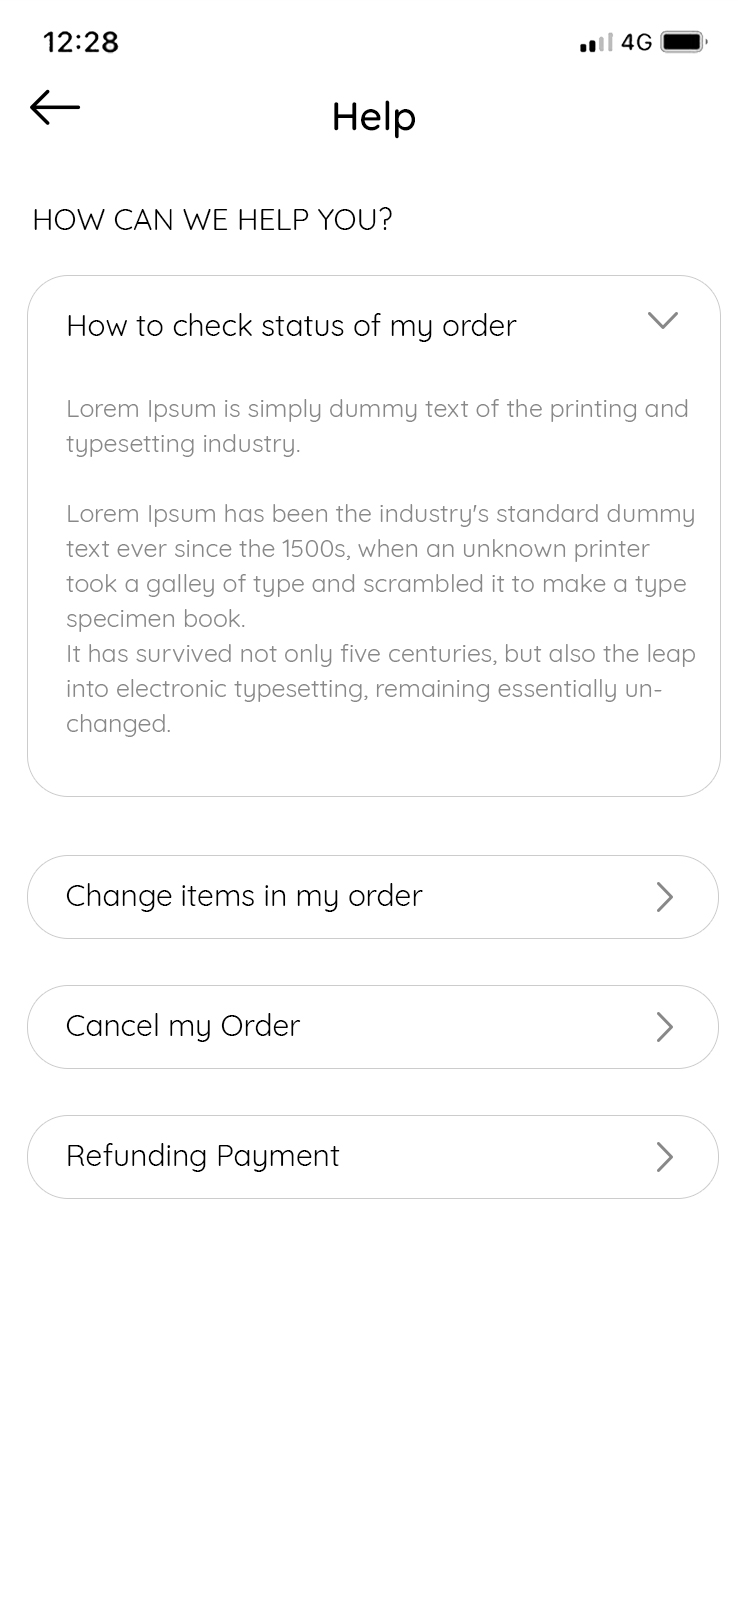 12:28
4G
Help
HOW CAN WE HELP YOU?
How to check status of my order
Lorem Ipsum is simply dummy text of the printing and
typesetting industry.
Lorem Ipsum has been the industry's standard dummy
text ever since the 1500s, when an unknown printer
took a galley of type and scrambled it to make a type
specimen book.
It has survived not only five centuries, but also the leap
into electronic typesetting, remaining essentially un-
changed.
Change items in my order
Cancel my Order
Refunding Payment